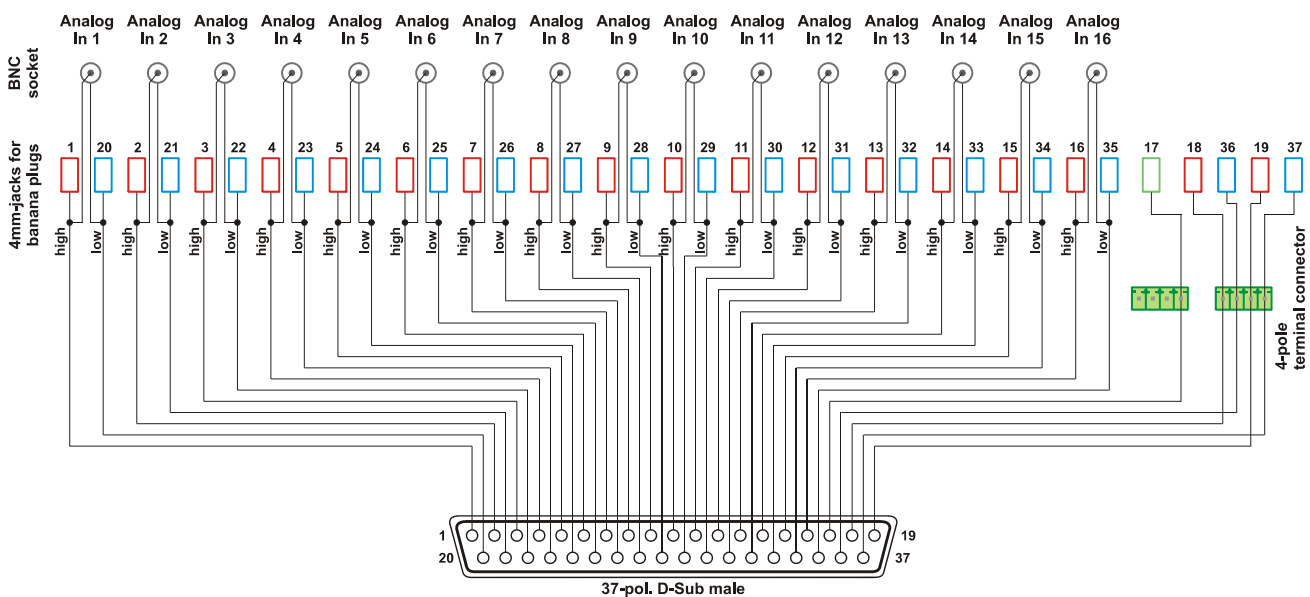 Analog In 1
Analog In 2
Analog In 3
Analog In 4
Analog In 5
Analog In 6
Analog In 7
Analog In 8
Analog In 9
Analog In 10
Analog In 11
Analog In 12
Analog In 13
Analog In 14
Analog In 15
Analog In 16
BNC
socket
4mm-jacks for
banana plugs
1 20 2 21 3 22 4 23 5 24 6 25 7 26 8 27 9 28 10 29 11 30 12 31 13 32 14 33 15 34 16 35 17 18 36 19 37
high low high low high low high low high low high low high low high low high low high low high low high low high low high low high low high low
4-pole
terminal connector
1 19
20 37
37-pol. D-Sub male